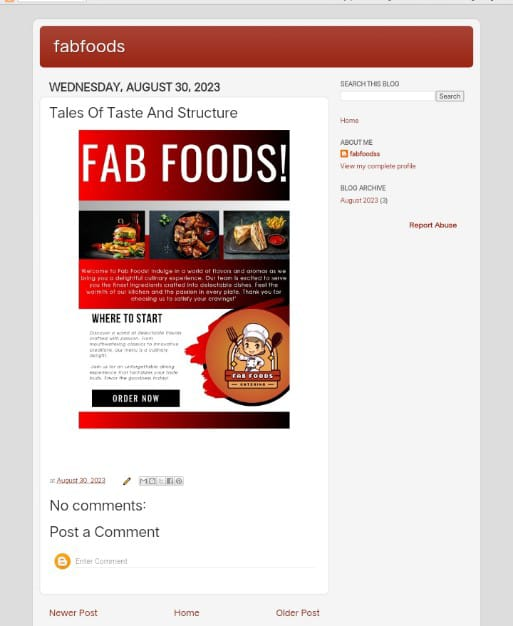 fabfoods
WEDNESDAY, AUGUST 30, 2023
Tales Of Taste And Structure
FAB FOODS!
Welcome to Fab Foods! Indulge in a world of flavors and aromas as we
bring you a delightful culinary experience. Our team is excited to serve
you the finest ingredients crafted into delectable dishes. Feel the
warmth of our kitchen and the passion in every plate. Thank you for
choosing us to satisfy your cravings!"
WHERE TO START
Discover a world of delectable flavors
crafted with passion. From
mouthwatering classics to innovative
creations, our menu is a culinary
delight.
Join us for an unforgettable dining
experience that tantalizes your taste
buds.
ORDER NOW
FAB FOODS
CATERING
at August 30, 2023
No comments:
Post a Comment
Enter Comment
Newer Post
Home
Older Post
SEARCH THIS BLOG
Search
Home
ABOUT ME
fabfoodss
View my complete profile
BLOG ARCHIVE
August 2023 (3)
Report Abuse